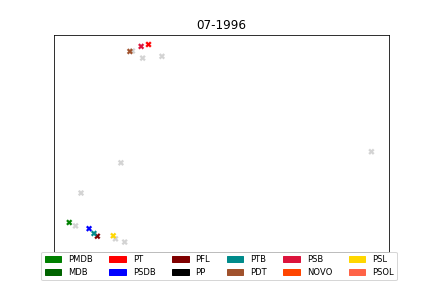 07-1996
PMDB PT PFL PTB PSB PSL
MDB PSDB PP PDT NOVO PSOL